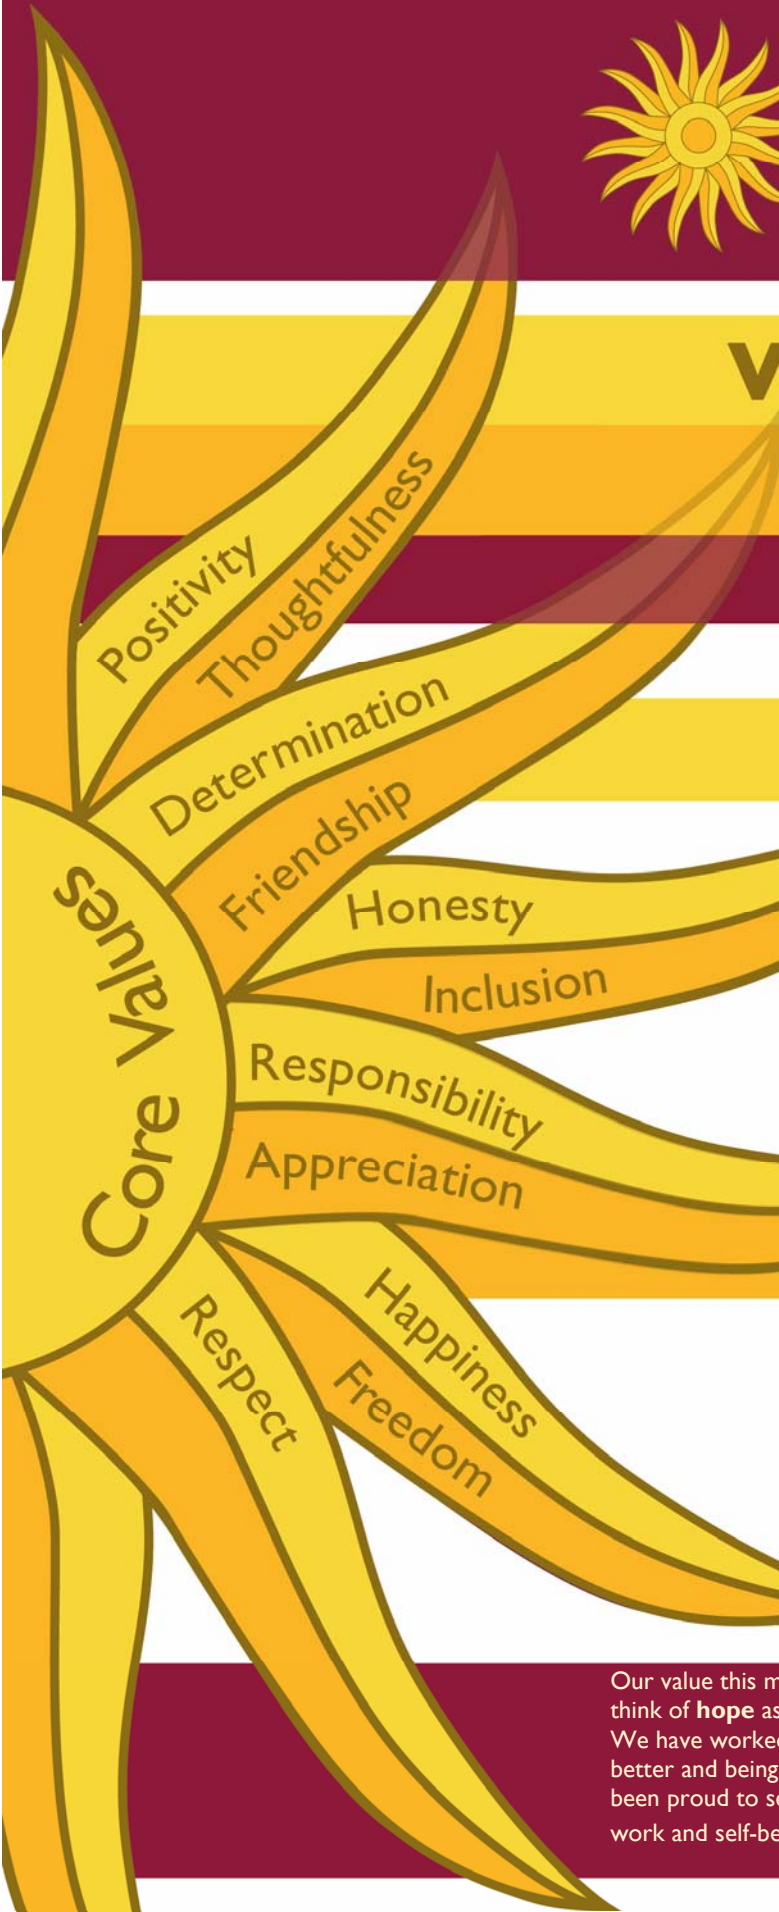 V
Positivity
Thoughtfulness
Determination
Friendship
Honesty
Inclusion
Responsibility
Appreciation
Happiness
Freedom
Respect
Core Values
Our value this m
think of hope as
We have worked
better and being
been proud to se
work and self-be